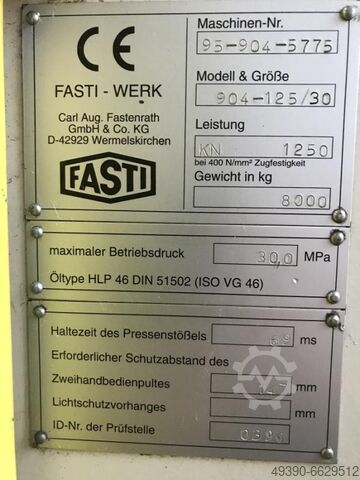 CE
Maschinen-Nr.
95-904-5775
Modell & Größe
904-125/30
FASTI - WERK
Carl Aug. Fastenrath
GmbH & Co. KG
D-42929 Wermelskirchen
FASTI
Leistung
KN 1250
bei 400 N/mm² Zugfestigkeit
Gewicht in kg
8000
maximaler Betriebsdruck 30,0 MPa
Öltype HLP 46 DIN 51502 (ISO VG 46)
Haltezeit des Pressenstößels ms
Erforderlicher Schutzabstand des
Zweihandbedienpultes mm
Lichtschutzvorhanges mm
ID-Nr. der Prüfstelle
49390-6629512